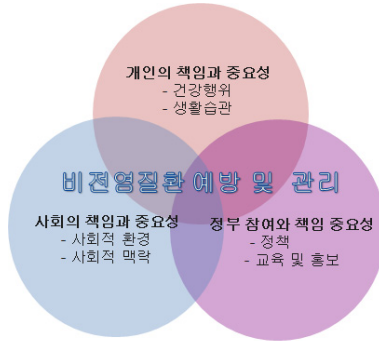 개인의 책임과 중요성
- 건강행위
- 생활습관
비전염질환 예방 및 관리
사회의 책임과 중요성
- 사회적 환경
- 사회적 맥락
정부 참여와 책임 중요성
- 정책
- 교육 및 홍보